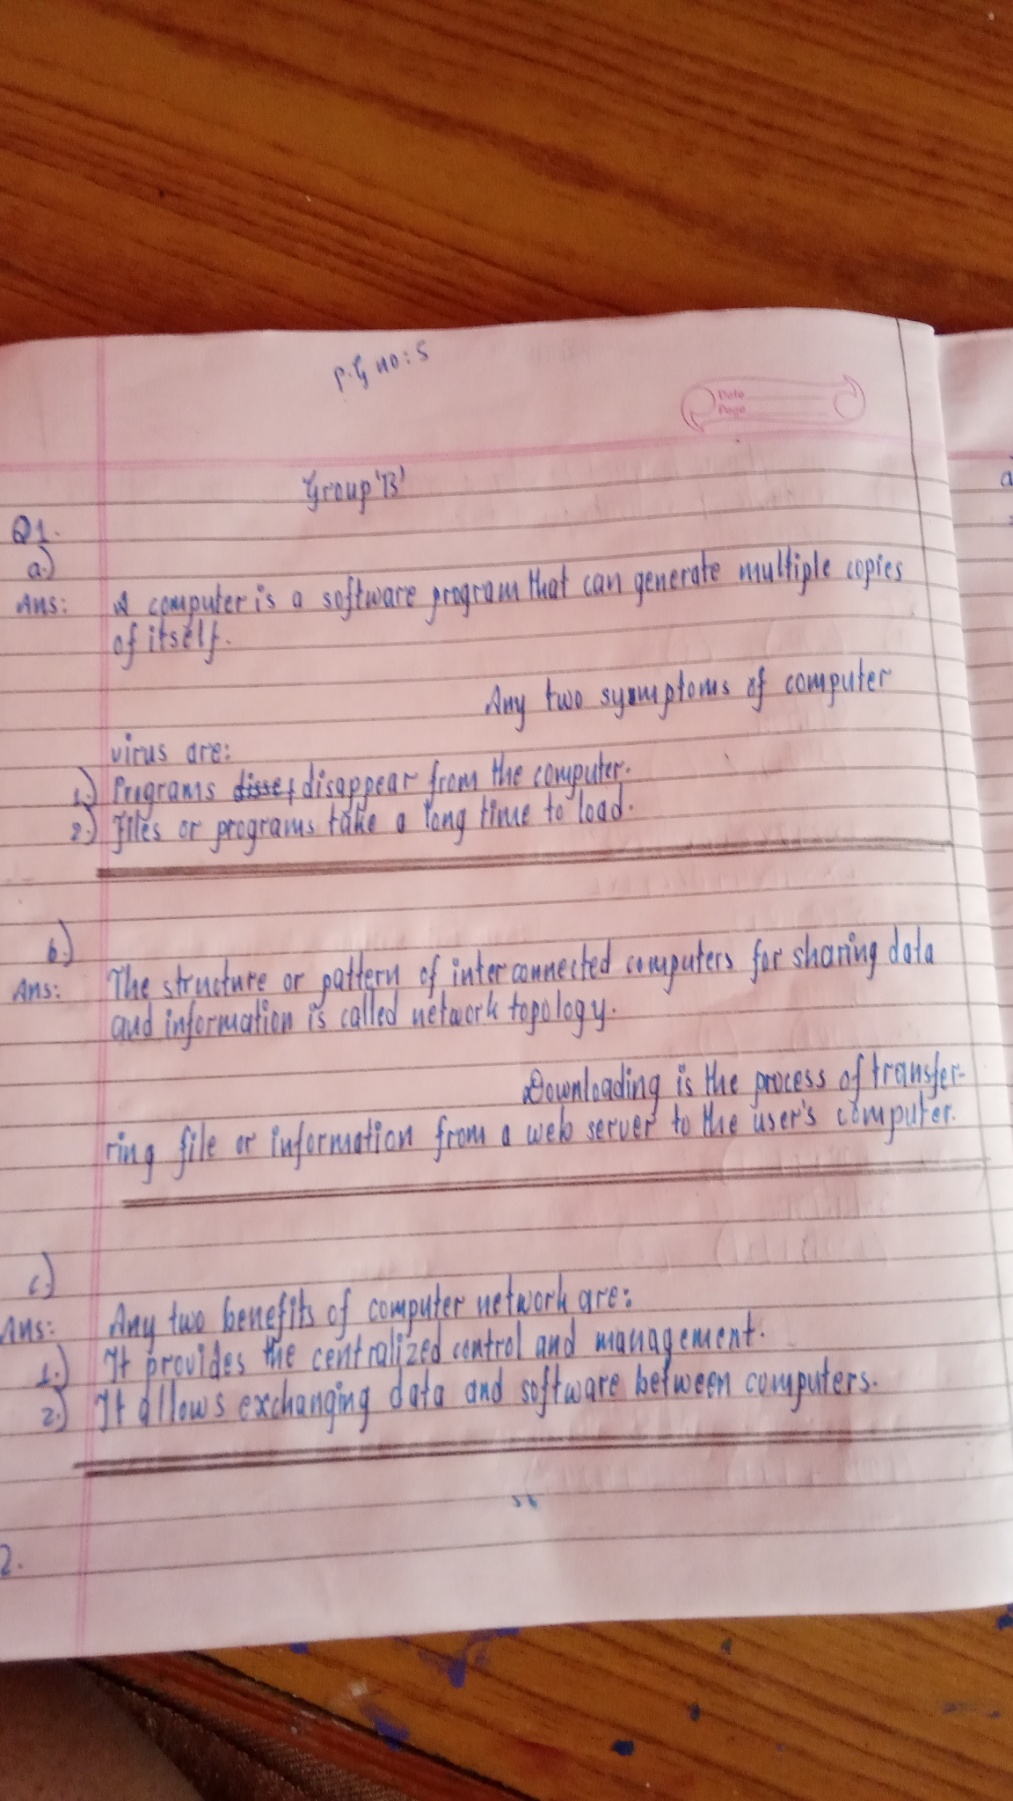 P.G no: 5
Date
Page
Group 'B'
Q1.
a.)
Ans: A computer is a software program that can generate multiple copies
of itself.
Any two symptoms of computer
virus are:
1.) Programs disappear from the computer.
2.) Files or programs take a long time to load.
b.)
Ans: The structure or pattern of interconnected computers for sharing data
and information is called network topology.
Downloading is the process of transfer-
ring file or information from a web server to the user's computer.
c.)
Ans: Any two benefits of computer network are:
1.) It provides the centralized control and management.
2.) It allows exchanging data and software between computers.
2.